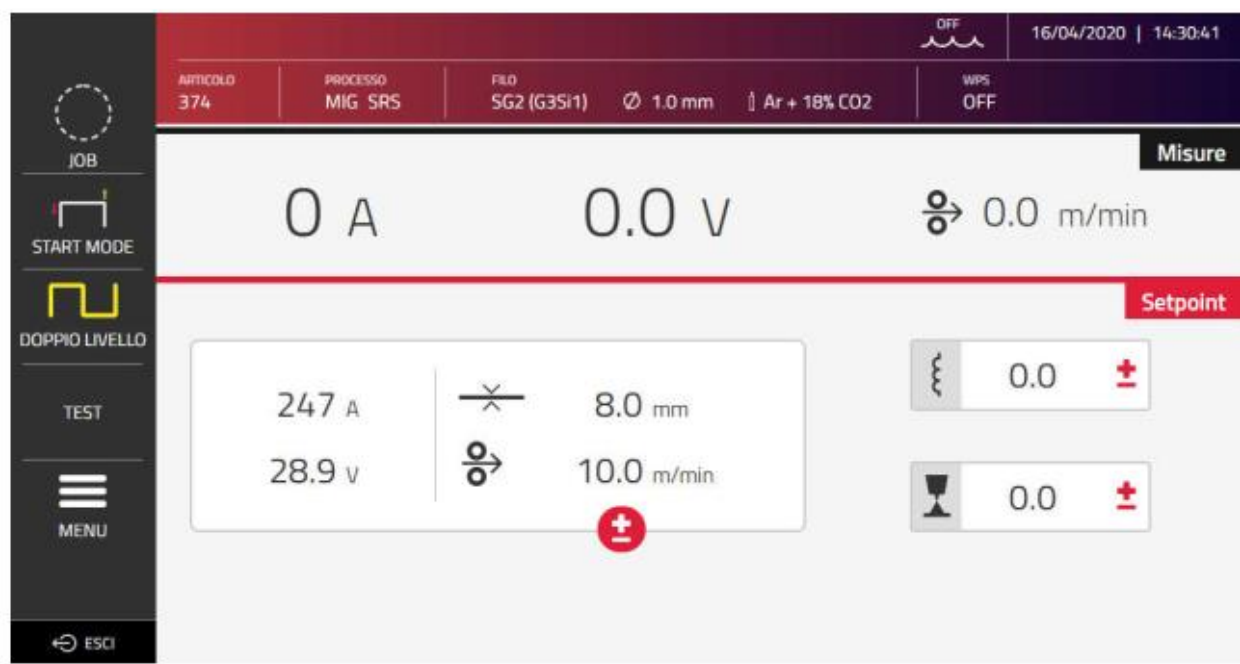 OFF
16/04/2020 | 14:30:41
ARTICOLO
374
PROCESSO
MIG SRS
FILO
SG2 (G3Si1) Ø 1.0 mm Ar + 18% CO2
WPS
OFF
JOB
START MODE
DOPPIO LIVELLO
TEST
MENU
ESCI
Misure
0 A 0.0 V 0.0 m/min
Setpoint
247 A 8.0 mm
28.9 V 10.0 m/min
0.0 ±
0.0 ±
±